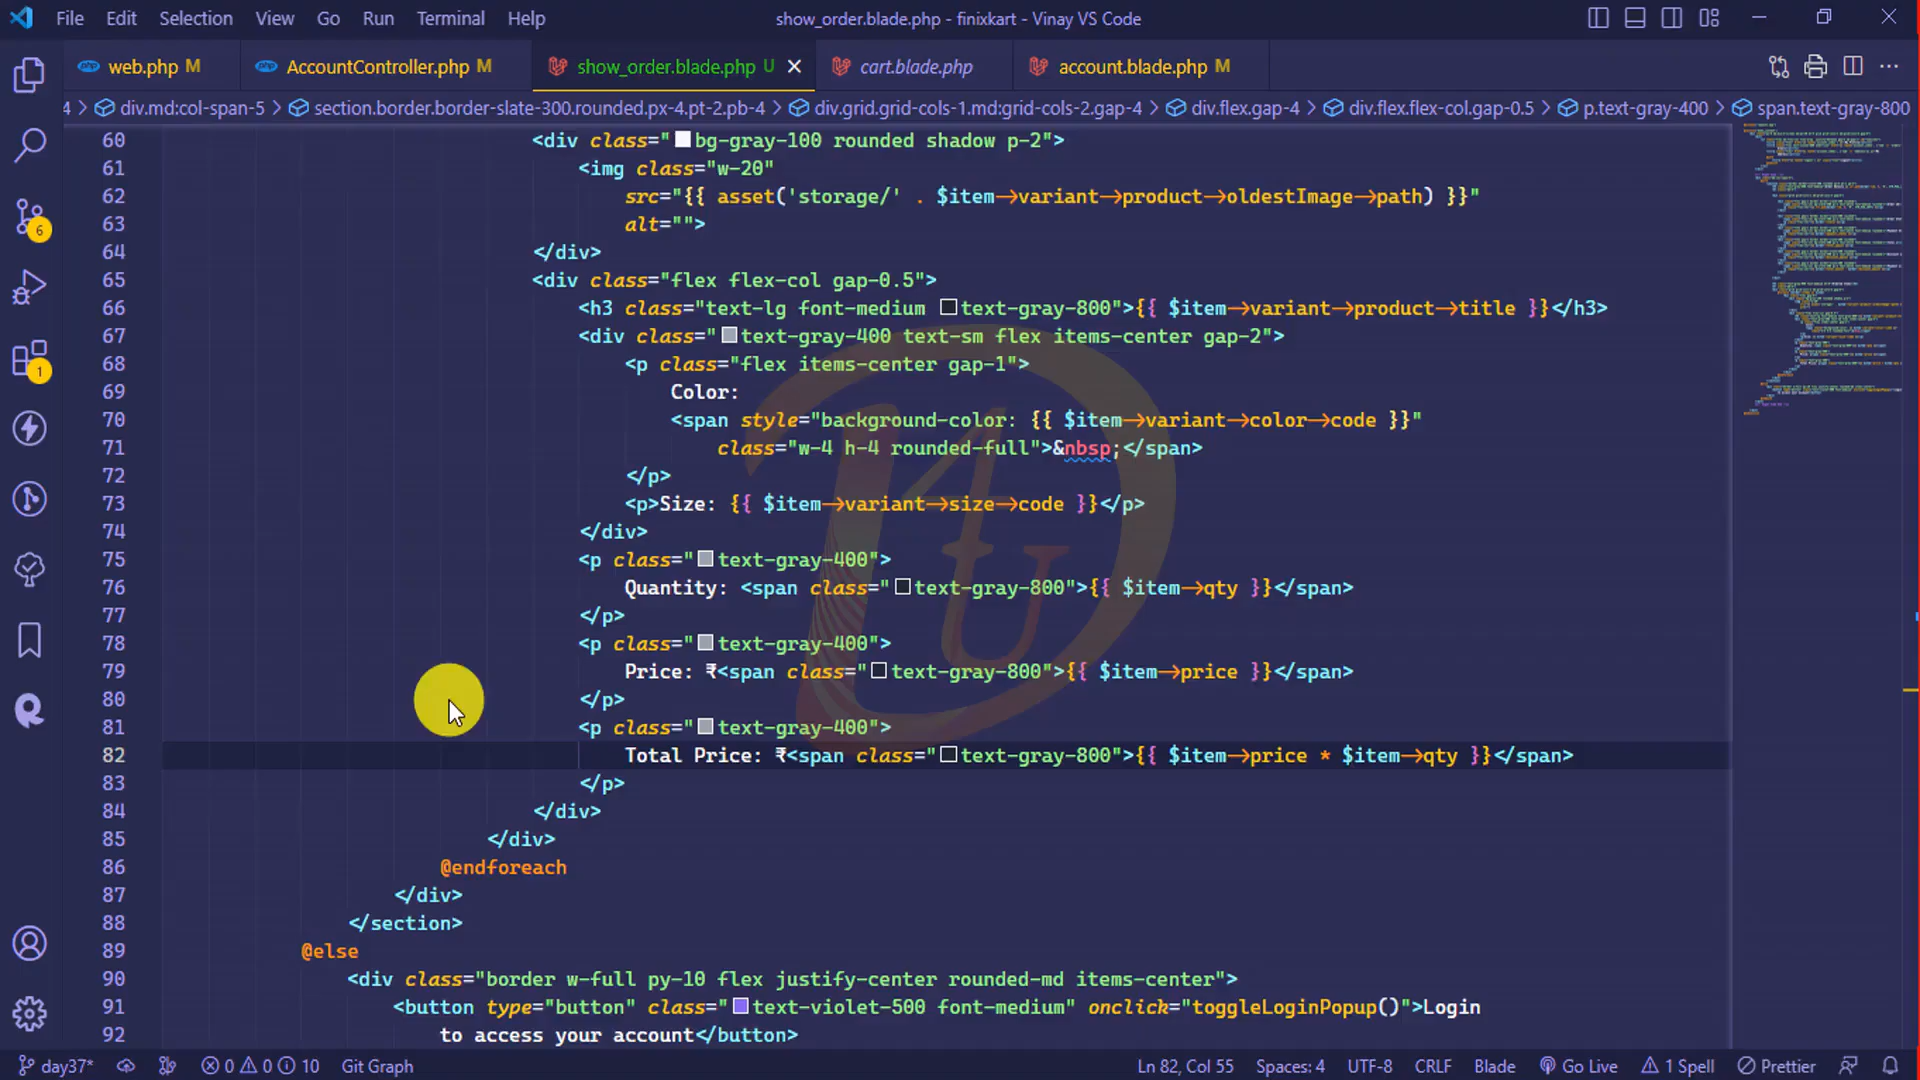 File Edit Selection View Go Run Terminal Help show_order.blade.php - finixkart - Vinay VS Code
web.php M AccountController.php M show_order.blade.php U cart.blade.php account.blade.php M
4 > div.md:col-span-5 > section.border.border-slate-300.rounded.px-4.pt-2.pb-4 > div.grid.grid-cols-1.md:grid-cols-2.gap-4 > div.flex.gap-4 > div.flex.flex-col.gap-0.5 > p.text-gray-400 > span.text-gray-800
60 <div class="bg-gray-100 rounded shadow p-2">
61 <img class="w-20"
62 src="{{ asset('storage/' . $item->variant->product->oldestImage->path) }}"
63 alt="">
64 </div>
65 <div class="flex flex-col gap-0.5">
66 <h3 class="text-lg font-medium text-gray-800">{{ $item->variant->product->title }}</h3>
67 <div class="text-gray-400 text-sm flex items-center gap-2">
68 <p class="flex items-center gap-1">
69 Color:
70 <span style="background-color: {{ $item->variant->color->code }}"
71 class="w-4 h-4 rounded-full">&nbsp;</span>
72 </p>
73 <p>Size: {{ $item->variant->size->code }}</p>
74 </div>
75 <p class="text-gray-400">
76 Quantity: <span class="text-gray-800">{{ $item->qty }}</span>
77 </p>
78 <p class="text-gray-400">
79 Price: ₹<span class="text-gray-800">{{ $item->price }}</span>
80 </p>
81 <p class="text-gray-400">
82 Total Price: ₹<span class="text-gray-800">{{ $item->price * $item->qty }}</span>
83 </p>
84 </div>
85 </div>
86 @endforeach
87 </div>
88 </section>
89 @else
90 <div class="border w-full py-10 flex justify-center rounded-md items-center">
91 <button type="button" class="text-violet-500 font-medium" onclick="toggleLoginPopup()">Login
92 to access your account</button>
6
1
day37* 0 0 10 Git Graph Ln 82, Col 55 Spaces: 4 UTF-8 CRLF Blade Go Live 1 Spell Prettier